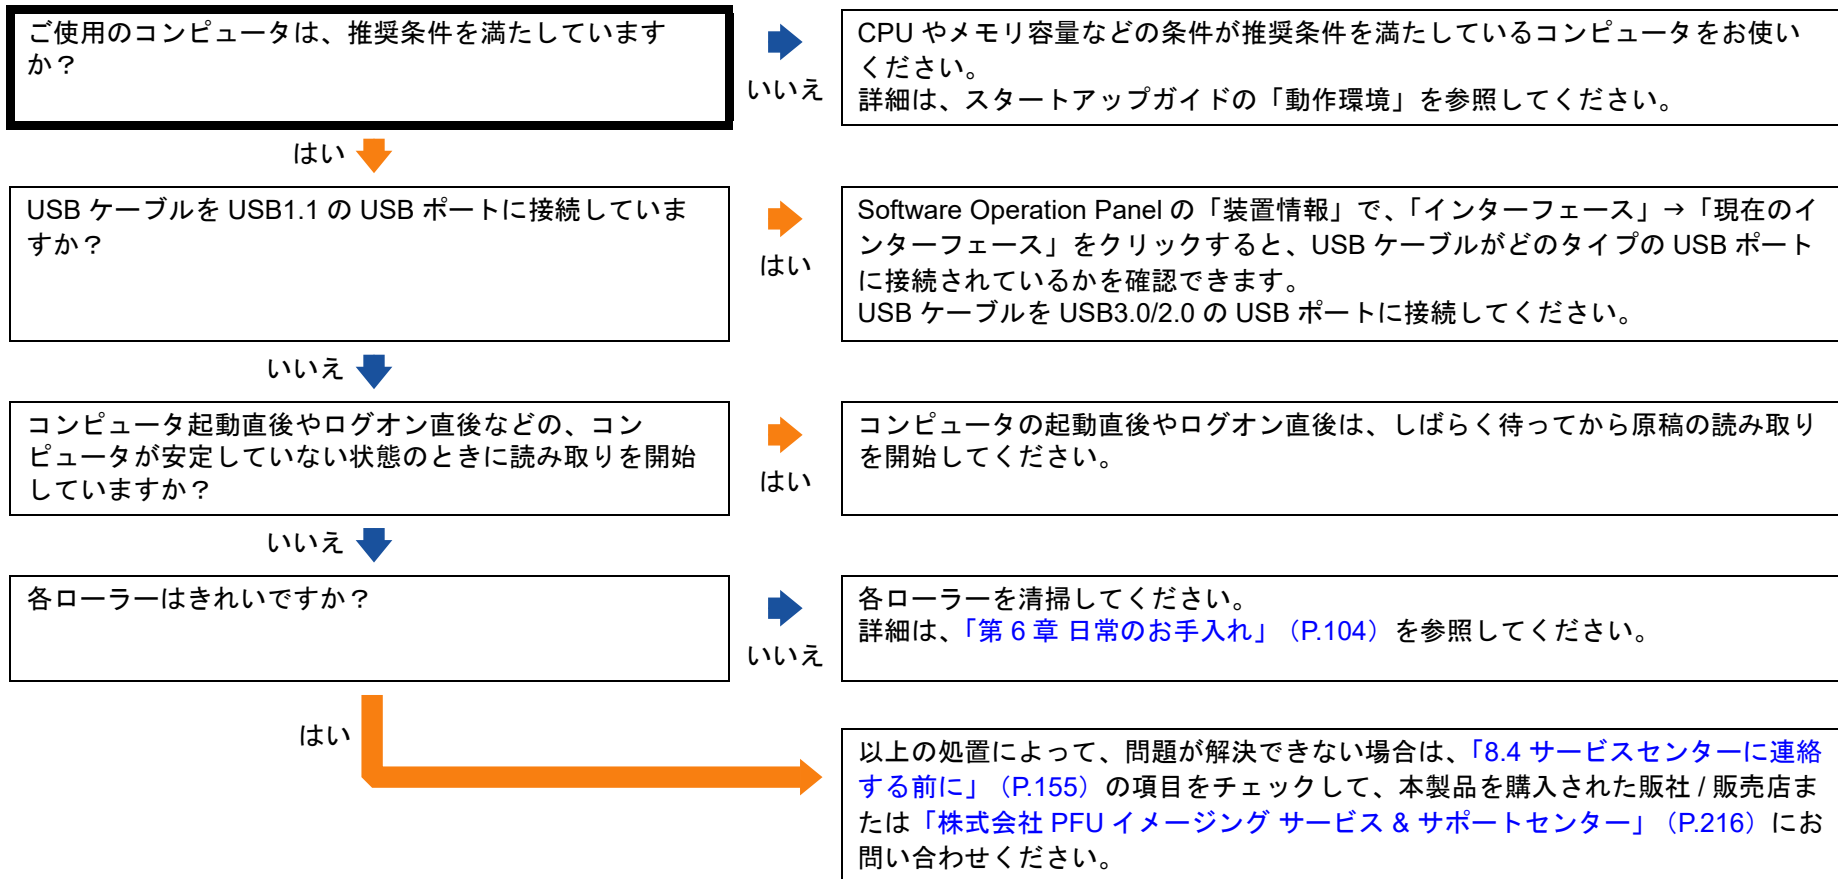 ご使用のコンピュータは、推奨条件を満たしています
か？
いいえ
CPU やメモリ容量などの条件が推奨条件を満たしているコンピュータをお使い
ください。
詳細は、スタートアップガイドの「動作環境」を参照してください。
はい
USB ケーブルを USB1.1 の USB ポートに接続していま
すか？
はい
Software Operation Panel の「装置情報」で、「インターフェース」→「現在のイ
ンターフェース」をクリックすると、USB ケーブルがどのタイプの USB ポート
に接続されているかを確認できます。
USB ケーブルを USB3.0/2.0 の USB ポートに接続してください。
いいえ
コンピュータ起動直後やログオン直後などの、コン
ピュータが安定していない状態のときに読み取りを開始
していますか？
はい
コンピュータの起動直後やログオン直後は、しばらく待ってから原稿の読み取り
を開始してください。
いいえ
各ローラーはきれいですか？
いいえ
各ローラーを清掃してください。
詳細は、「第 6 章 日常のお手入れ」（P.104）を参照してください。
はい
以上の処置によって、問題が解決できない場合は、「8.4 サービスセンターに連絡
する前に」（P.155）の項目をチェックして、本製品を購入された販社 / 販売店ま
たは「株式会社 PFU イメージング サービス & サポートセンター」（P.216）にお
問い合わせください。